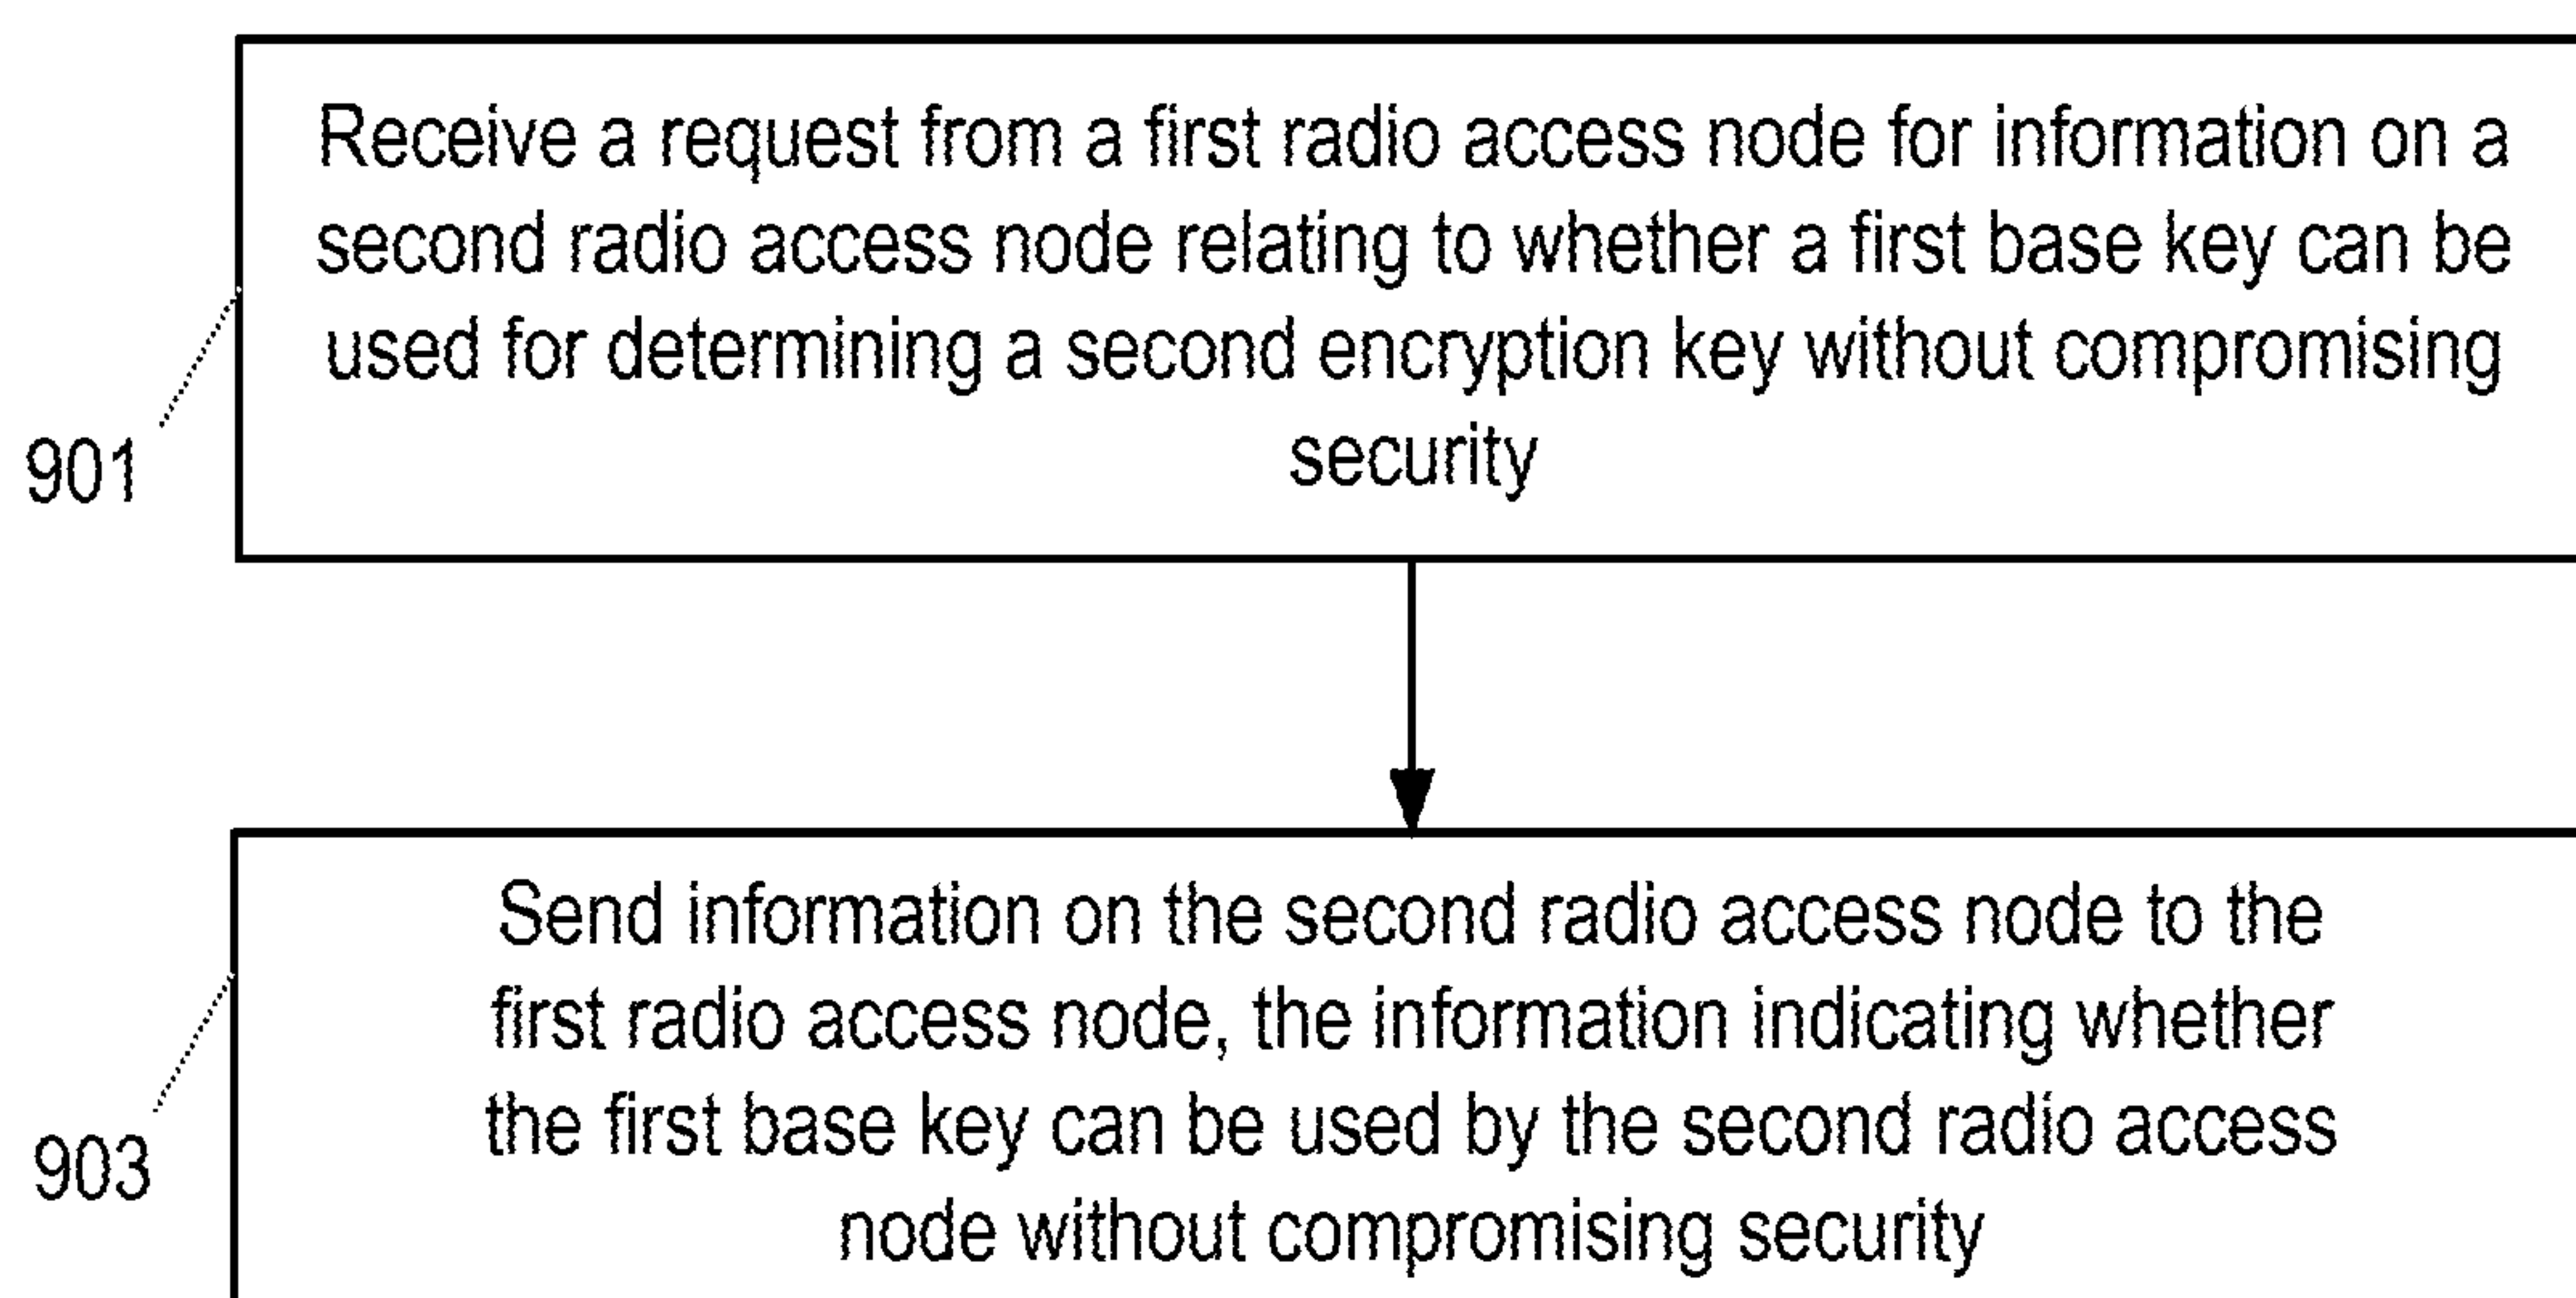 Receive a request from a first radio access node for information on a
second radio access node relating to whether a first base key can be
used for determining a second encryption key without compromising
security
901
Send information on the second radio access node to the
first radio access node, the information indicating whether
the first base key can be used by the second radio access
node without compromising security
903